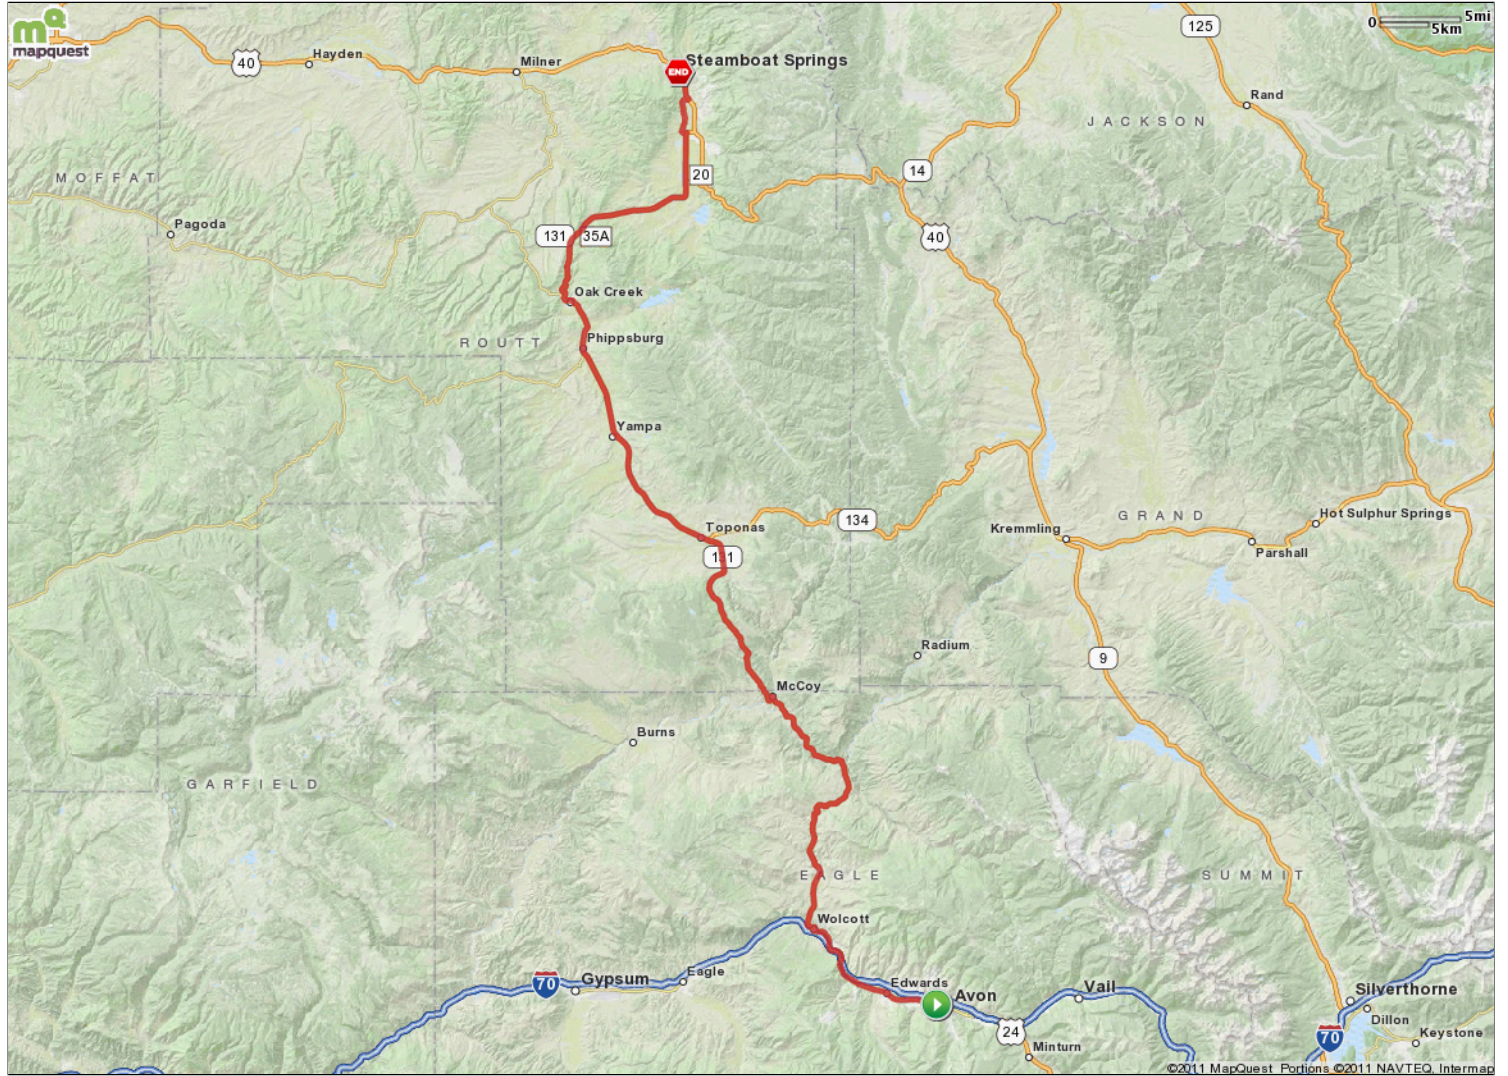 mapquest
0
5mi
5km
125
Steamboat Springs
END
Hayden
40
Milner
Rand
JACKSON
14
MOFFAT
20
Pagoda
131
35A
40
Oak Creek
ROUTT
Phippsburg
Yampa
Toponas
134
131
Kremmling
GRAND
Hot Sulphur Springs
Parshall
Radium
9
McCoy
Burns
GARFIELD
EAGLE
SUMMIT
Wolcott
Eagle
Gypsum
70
Edwards
Avon
Vail
Silverthorne
Dillon
24
70
Keystone
Minturn
©2011 MapQuest Portions ©2011 NAVTEQ, Intermap